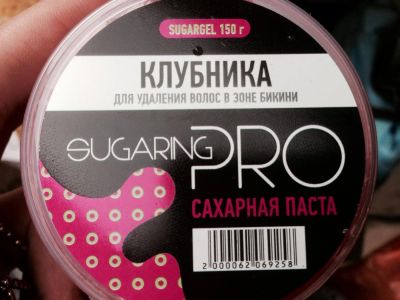 SUGARGEL 150 г
КЛУБНИКА
ДЛЯ УДАЛЕНИЯ ВОЛОС В ЗОНЕ БИКИНИ
SUGARING PRO
САХАРНАЯ ПАСТА
2 000062 069258